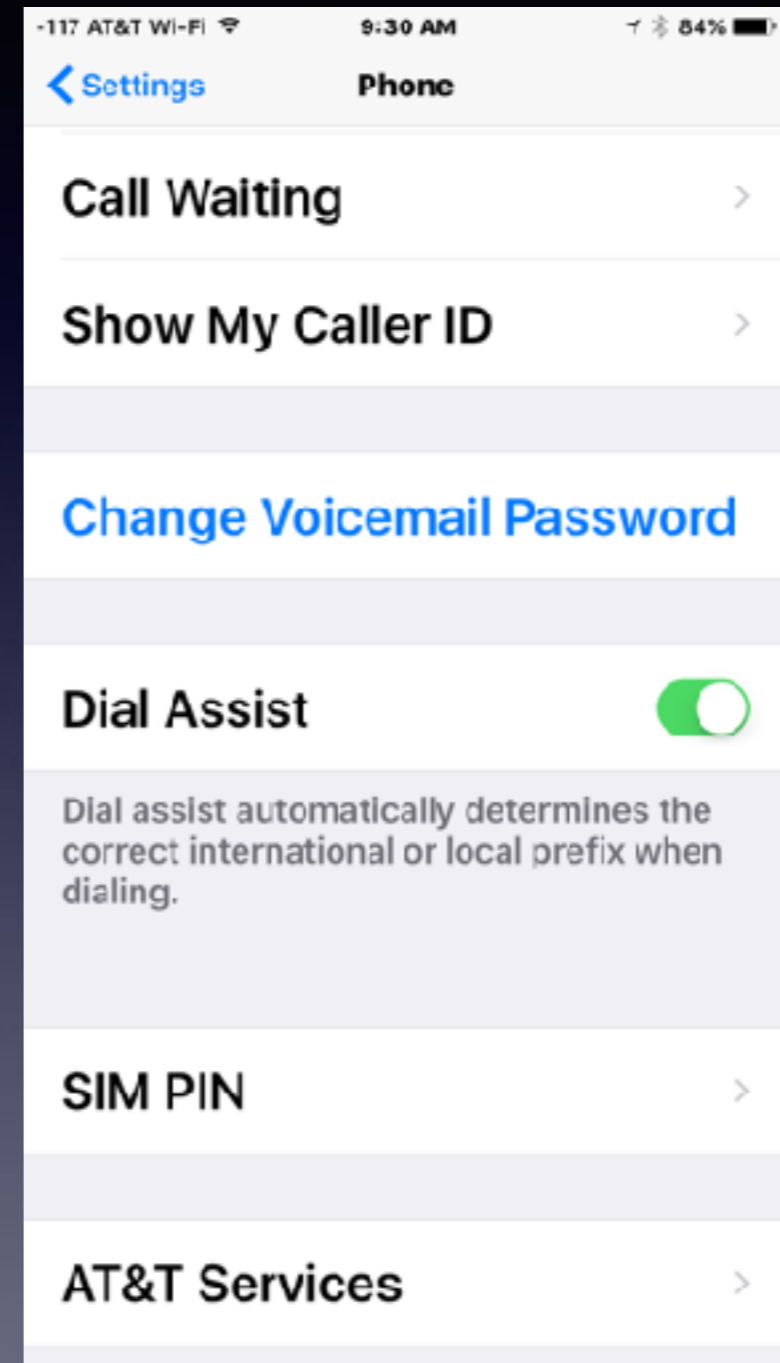 -117 AT&T Wi-Fi 9:30 AM 84%
Settings Phone
Call Waiting
Show My Caller ID
Change Voicemail Password
Dial Assist
Dial assist automatically determines the
correct international or local prefix when
dialing.
SIM PIN
AT&T Services